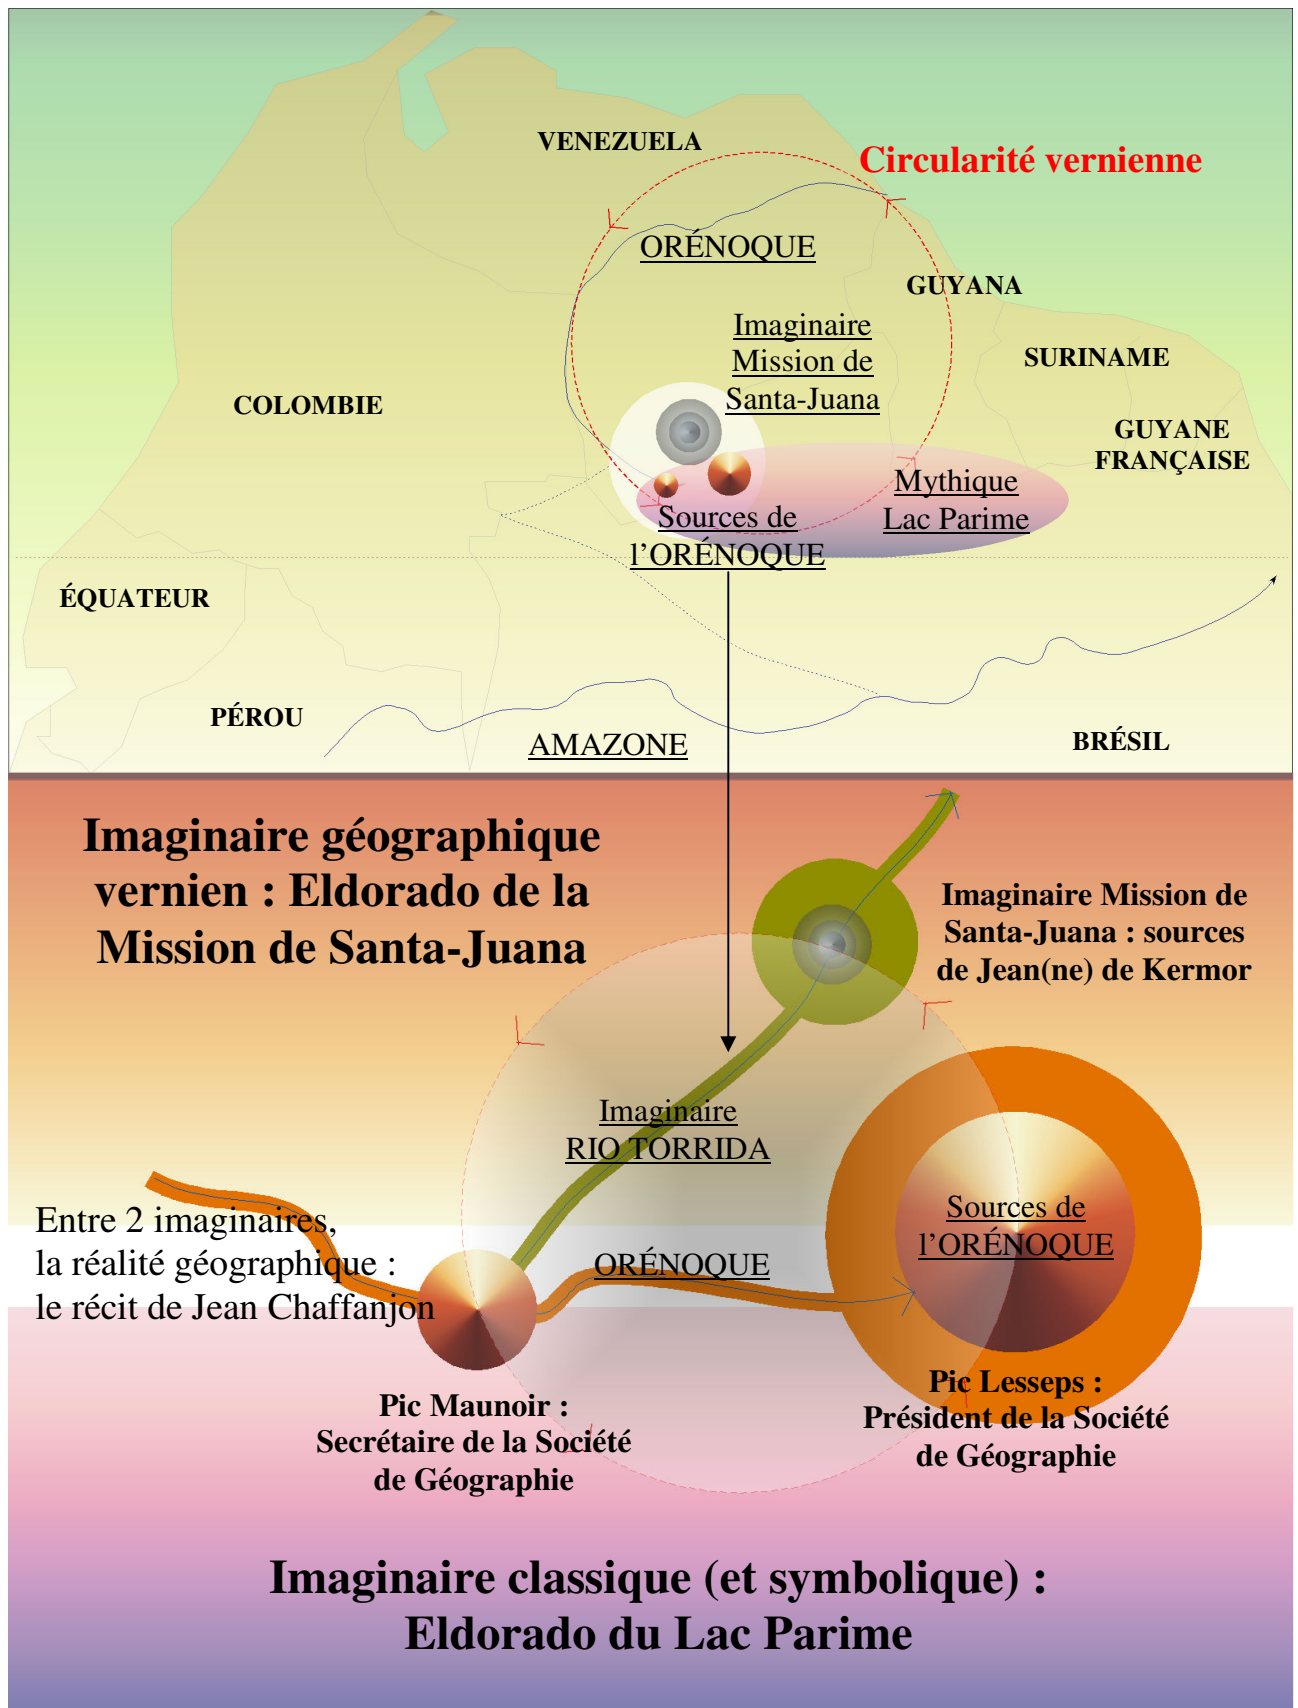 VENEZUELA
Circularité vernienne
ORÉNOQUE
GUYANA
Imaginaire
Mission de
Santa-Juana
SURINAME
COLOMBIE
GUYANE
FRANÇAISE
Mythique
Lac Parime
Sources de
l’ORÉNOQUE
ÉQUATEUR
PÉROU
AMAZONE
BRÉSIL
Imaginaire géographique
vernien : Eldorado de la
Mission de Santa-Juana
Imaginaire Mission de
Santa-Juana : sources
de Jean(ne) de Kermor
Imaginaire
RIO TORRIDA
Entre 2 imaginaires,
la réalité géographique :
le récit de Jean Chaffanjon
ORÉNOQUE
Sources de
l’ORÉNOQUE
Pic Maunoir :
Secrétaire de la Société
de Géographie
Pic Lesseps :
Président de la Société
de Géographie
Imaginaire classique (et symbolique) :
Eldorado du Lac Parime